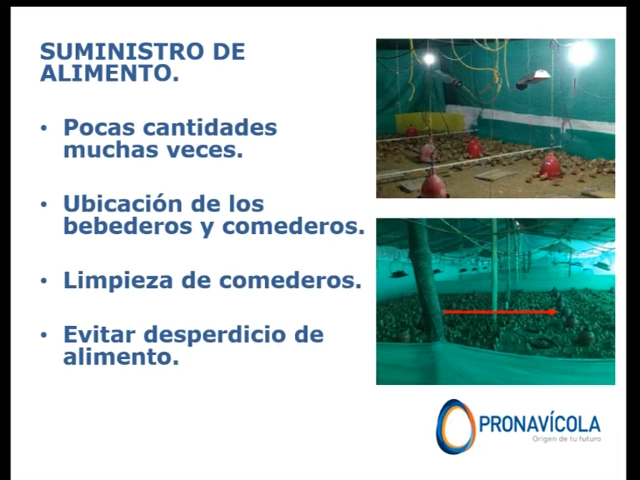 SUMINISTRO DE
ALIMENTO.
• Pocas cantidades
muchas veces.
• Ubicación de los
bebederos y comederos.
• Limpieza de comederos.
• Evitar desperdicio de
alimento.
PRONAVÍCOLA
Origen de tu futuro